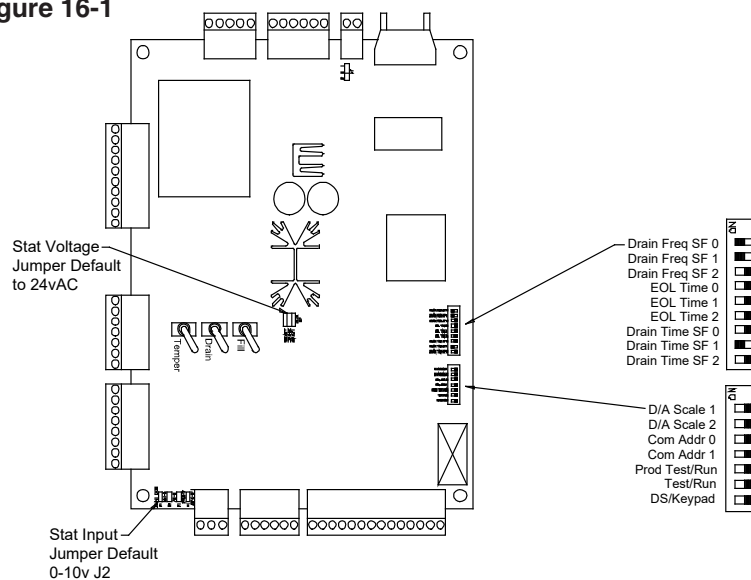 gure 16-1
Stat Voltage
Jumper Default
to 24vAC
Temper
Drain
Fill
Stat Input
Jumper Default
0-10v J2
NO
Drain Freq SF 0
Drain Freq SF 1
Drain Freq SF 2
EOL Time 0
EOL Time 1
EOL Time 2
Drain Time SF 0
Drain Time SF 1
Drain Time SF 2
NO
D/A Scale 1
D/A Scale 2
Com Addr 0
Com Addr 1
Prod Test/Run
Test/Run
DS/Keypad